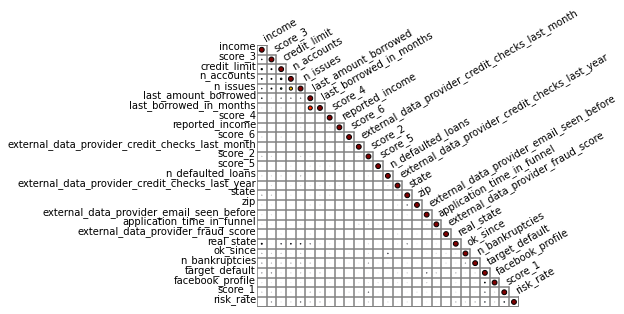 income
score_3
credit_limit
n_accounts
n_issues
last_amount_borrowed
last_borrowed_in_months
score_4
reported_income
score_6
external_data_provider_credit_checks_last_month
score_2
score_5
n_defaulted_loans
external_data_provider_credit_checks_last_year
state
zip
external_data_provider_email_seen_before
application_time_in_funnel
external_data_provider_fraud_score
real_state
ok_since
n_bankruptcies
target_default
facebook_profile
score_1
risk_rate
income
score_3
credit_limit
n_accounts
n_issues
last_amount_borrowed
last_borrowed_in_months
score_4
reported_income
score_6
external_data_provider_credit_checks_last_month
score_2
score_5
n_defaulted_loans
external_data_provider_credit_checks_last_year
state
zip
external_data_provider_email_seen_before
application_time_in_funnel
external_data_provider_fraud_score
real_state
ok_since
n_bankruptcies
target_default
facebook_profile
score_1
risk_rate